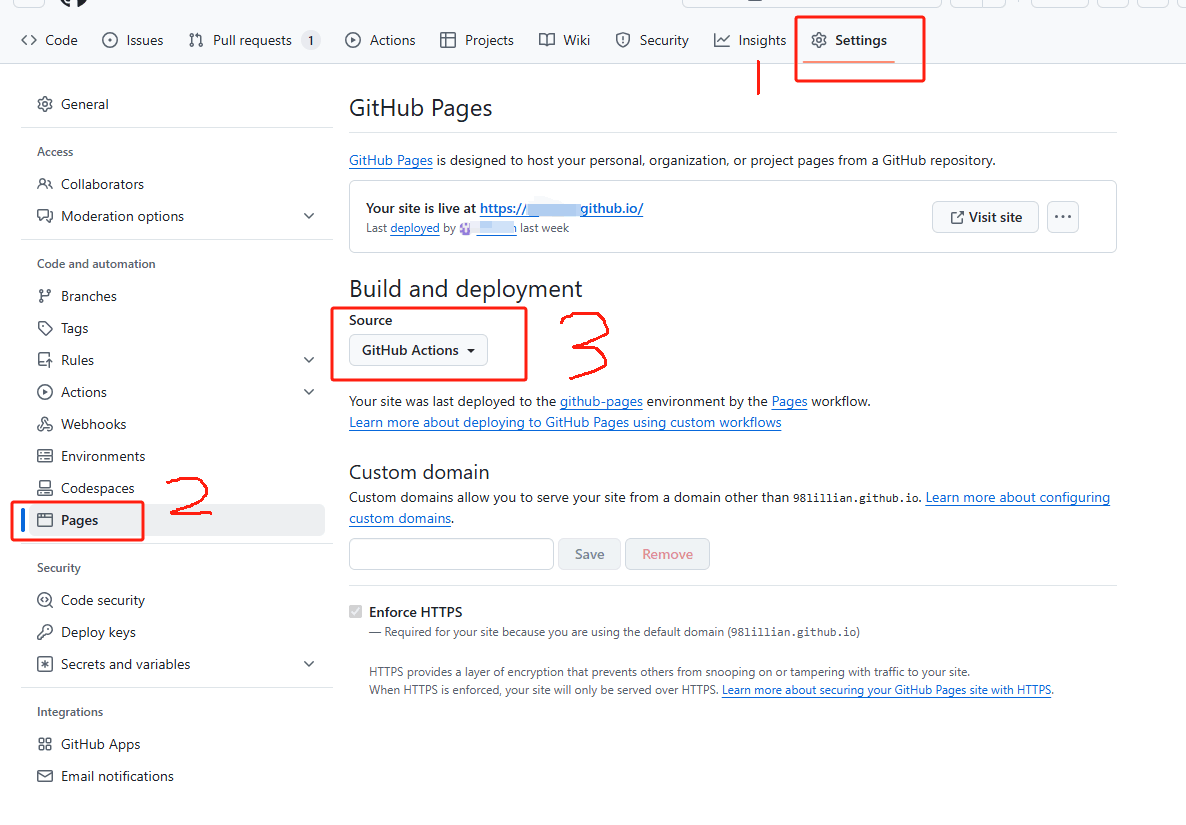 Code Issues Pull requests 1 Actions Projects Wiki Security Insights Settings
1
General
Access
Collaborators
Moderation options
Code and automation
Branches
Tags
Rules
Actions
Webhooks
Environments
Codespaces
Pages
2
Security
Code security
Deploy keys
Secrets and variables
Integrations
GitHub Apps
Email notifications
GitHub Pages
GitHub Pages is designed to host your personal, organization, or project pages from a GitHub repository.
Your site is live at https://github.io/
Last deployed by last week
Visit site
Build and deployment
Source
GitHub Actions
3
Your site was last deployed to the github-pages environment by the Pages workflow.
Learn more about deploying to GitHub Pages using custom workflows
Custom domain
Custom domains allow you to serve your site from a domain other than 98lillian.github.io. Learn more about configuring
custom domains.
Save Remove
Enforce HTTPS
— Required for your site because you are using the default domain (98lillian.github.io)
HTTPS provides a layer of encryption that prevents others from snooping on or tampering with traffic to your site.
When HTTPS is enforced, your site will only be served over HTTPS. Learn more about securing your GitHub Pages site with HTTPS.